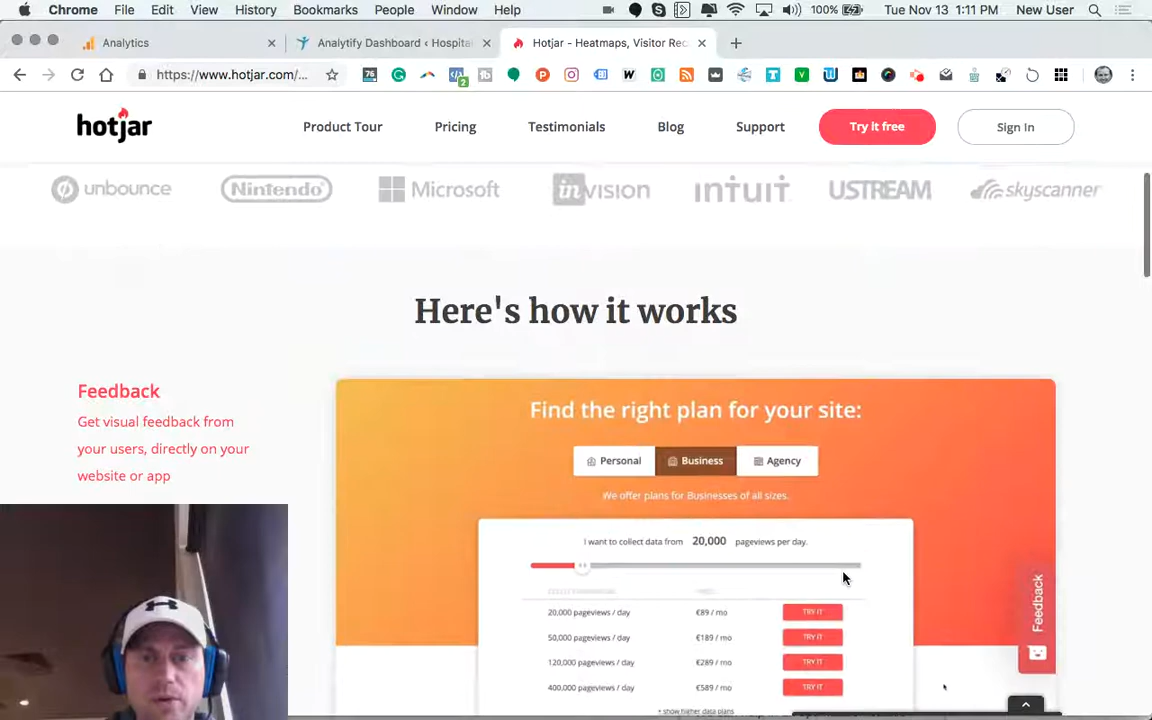 Chrome File Edit View History Bookmarks People Window Help 100% Tue Nov 13 1:11 PM New User
Analytics Analytify Dashboard ‹ Hospital Hotjar - Heatmaps, Visitor Rec
https://www.hotjar.com/...
hotjar Product Tour Pricing Testimonials Blog Support Try it free Sign In
unbounce Nintendo Microsoft invision intuit USTREAM skyscanner
Here's how it works
Feedback
Get visual feedback from
your users, directly on your
website or app
Find the right plan for your site:
Personal Business Agency
We offer plans for Businesses of all sizes.
I want to collect data from 20,000 pageviews per day.
20,000 pageviews / day €89 / mo TRY IT
50,000 pageviews / day €189 / mo TRY IT
120,000 pageviews / day €289 / mo TRY IT
400,000 pageviews / day €589 / mo TRY IT
+ show higher data plans
Feedback